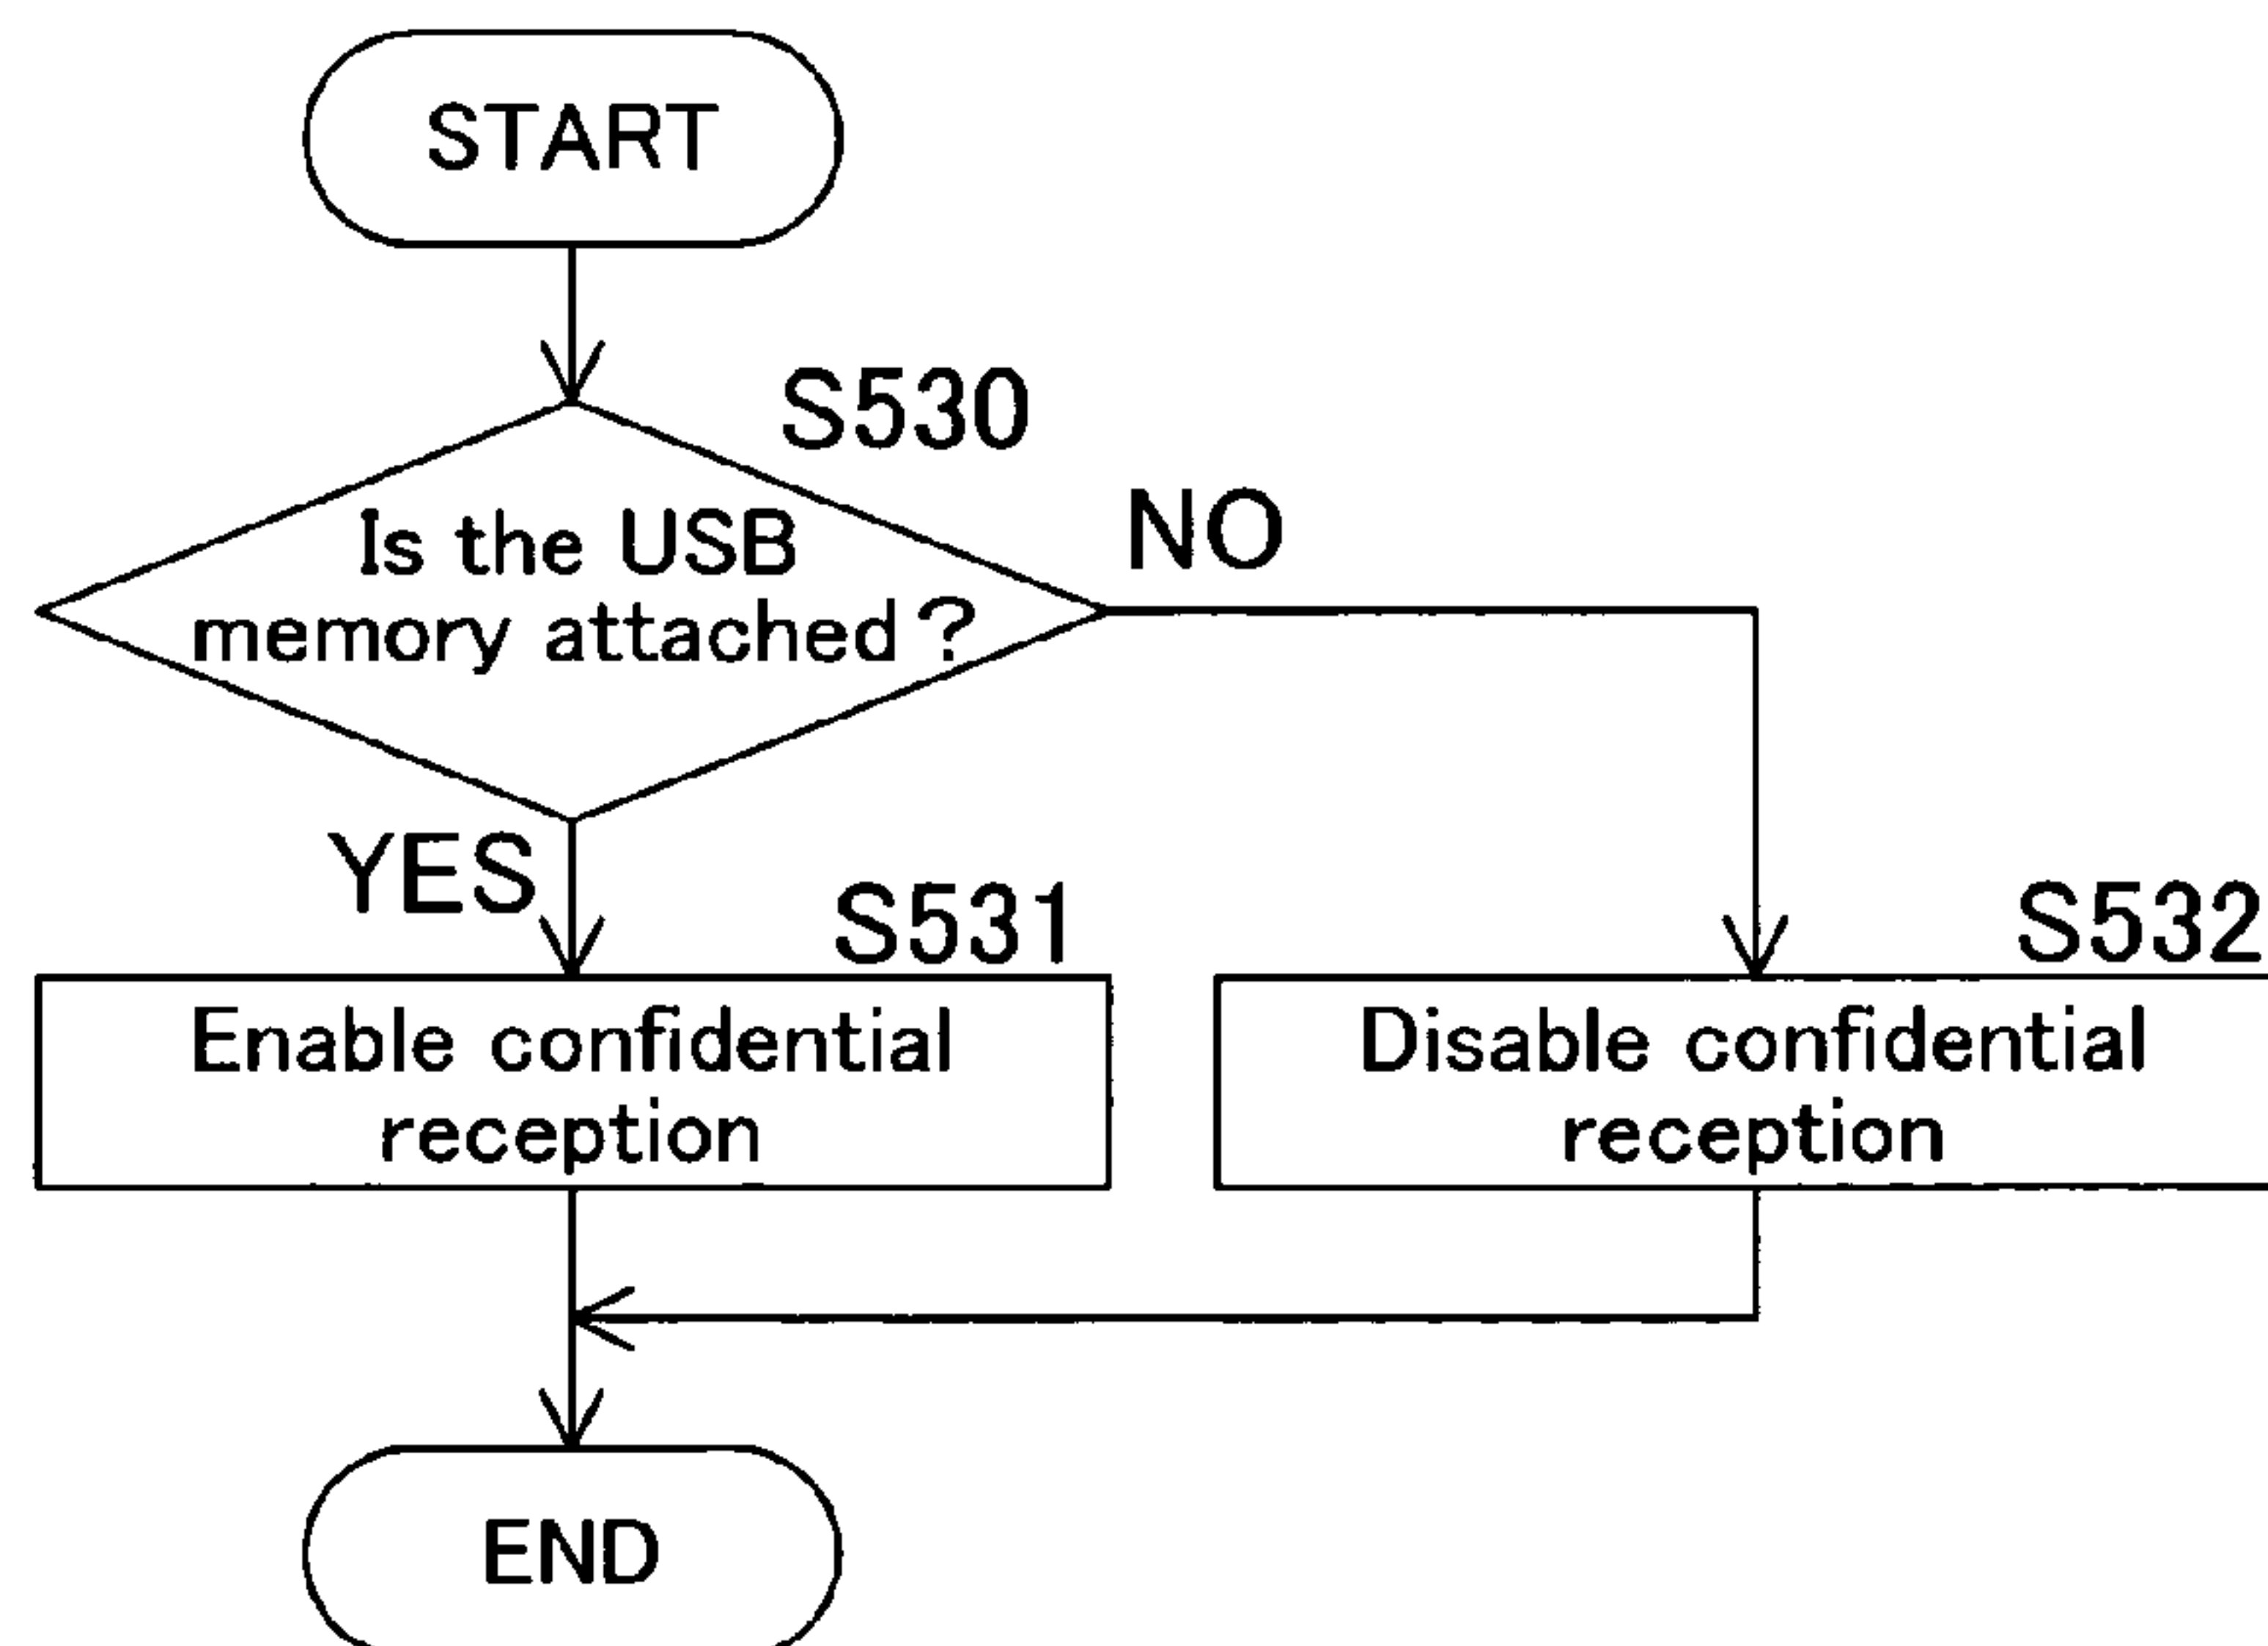 START
S530
Is the USB
memory attached?
NO
YES
S531
S532
Enable confidential
reception
Disable confidential
reception
END